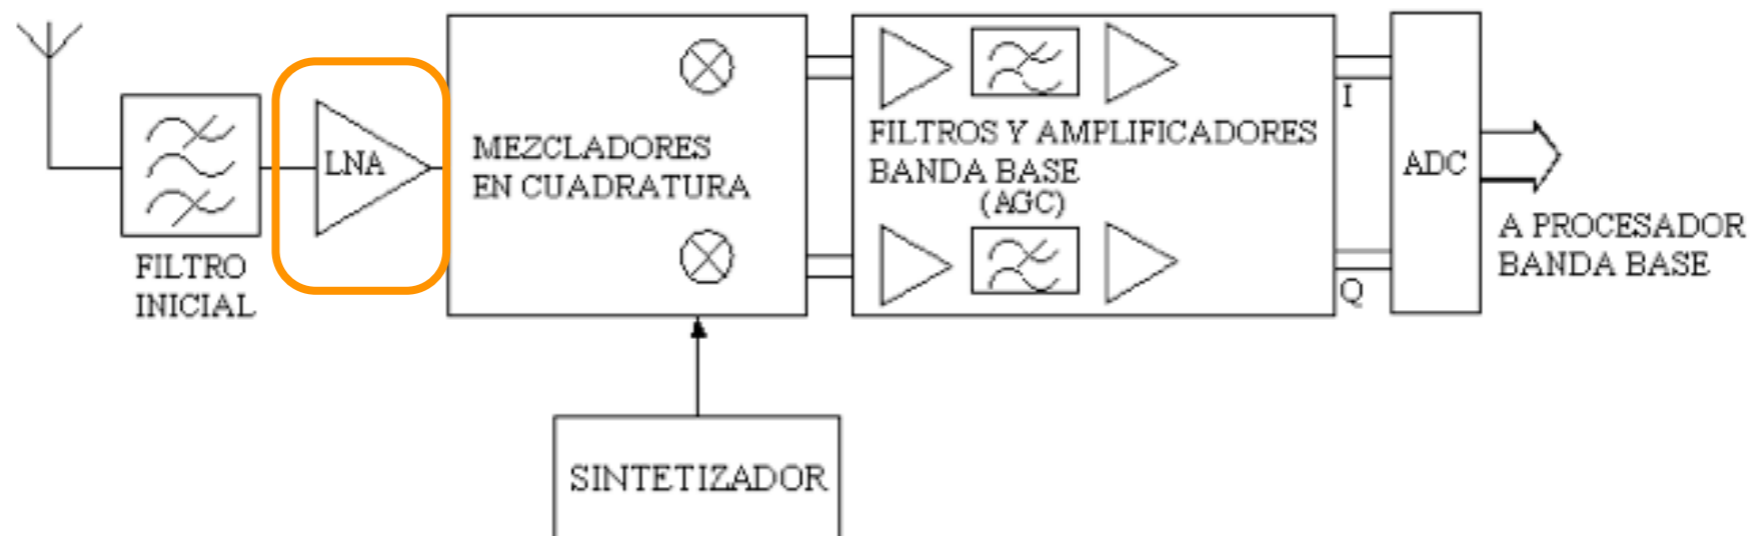 FILTRO
INICIAL
LNA
MEZCLADORES
EN CUADRATURA
SINTETIZADOR
FILTROS Y AMPLIFICADORES
BANDA BASE
(AGC)
I
Q
ADC
A PROCESADOR
BANDA BASE